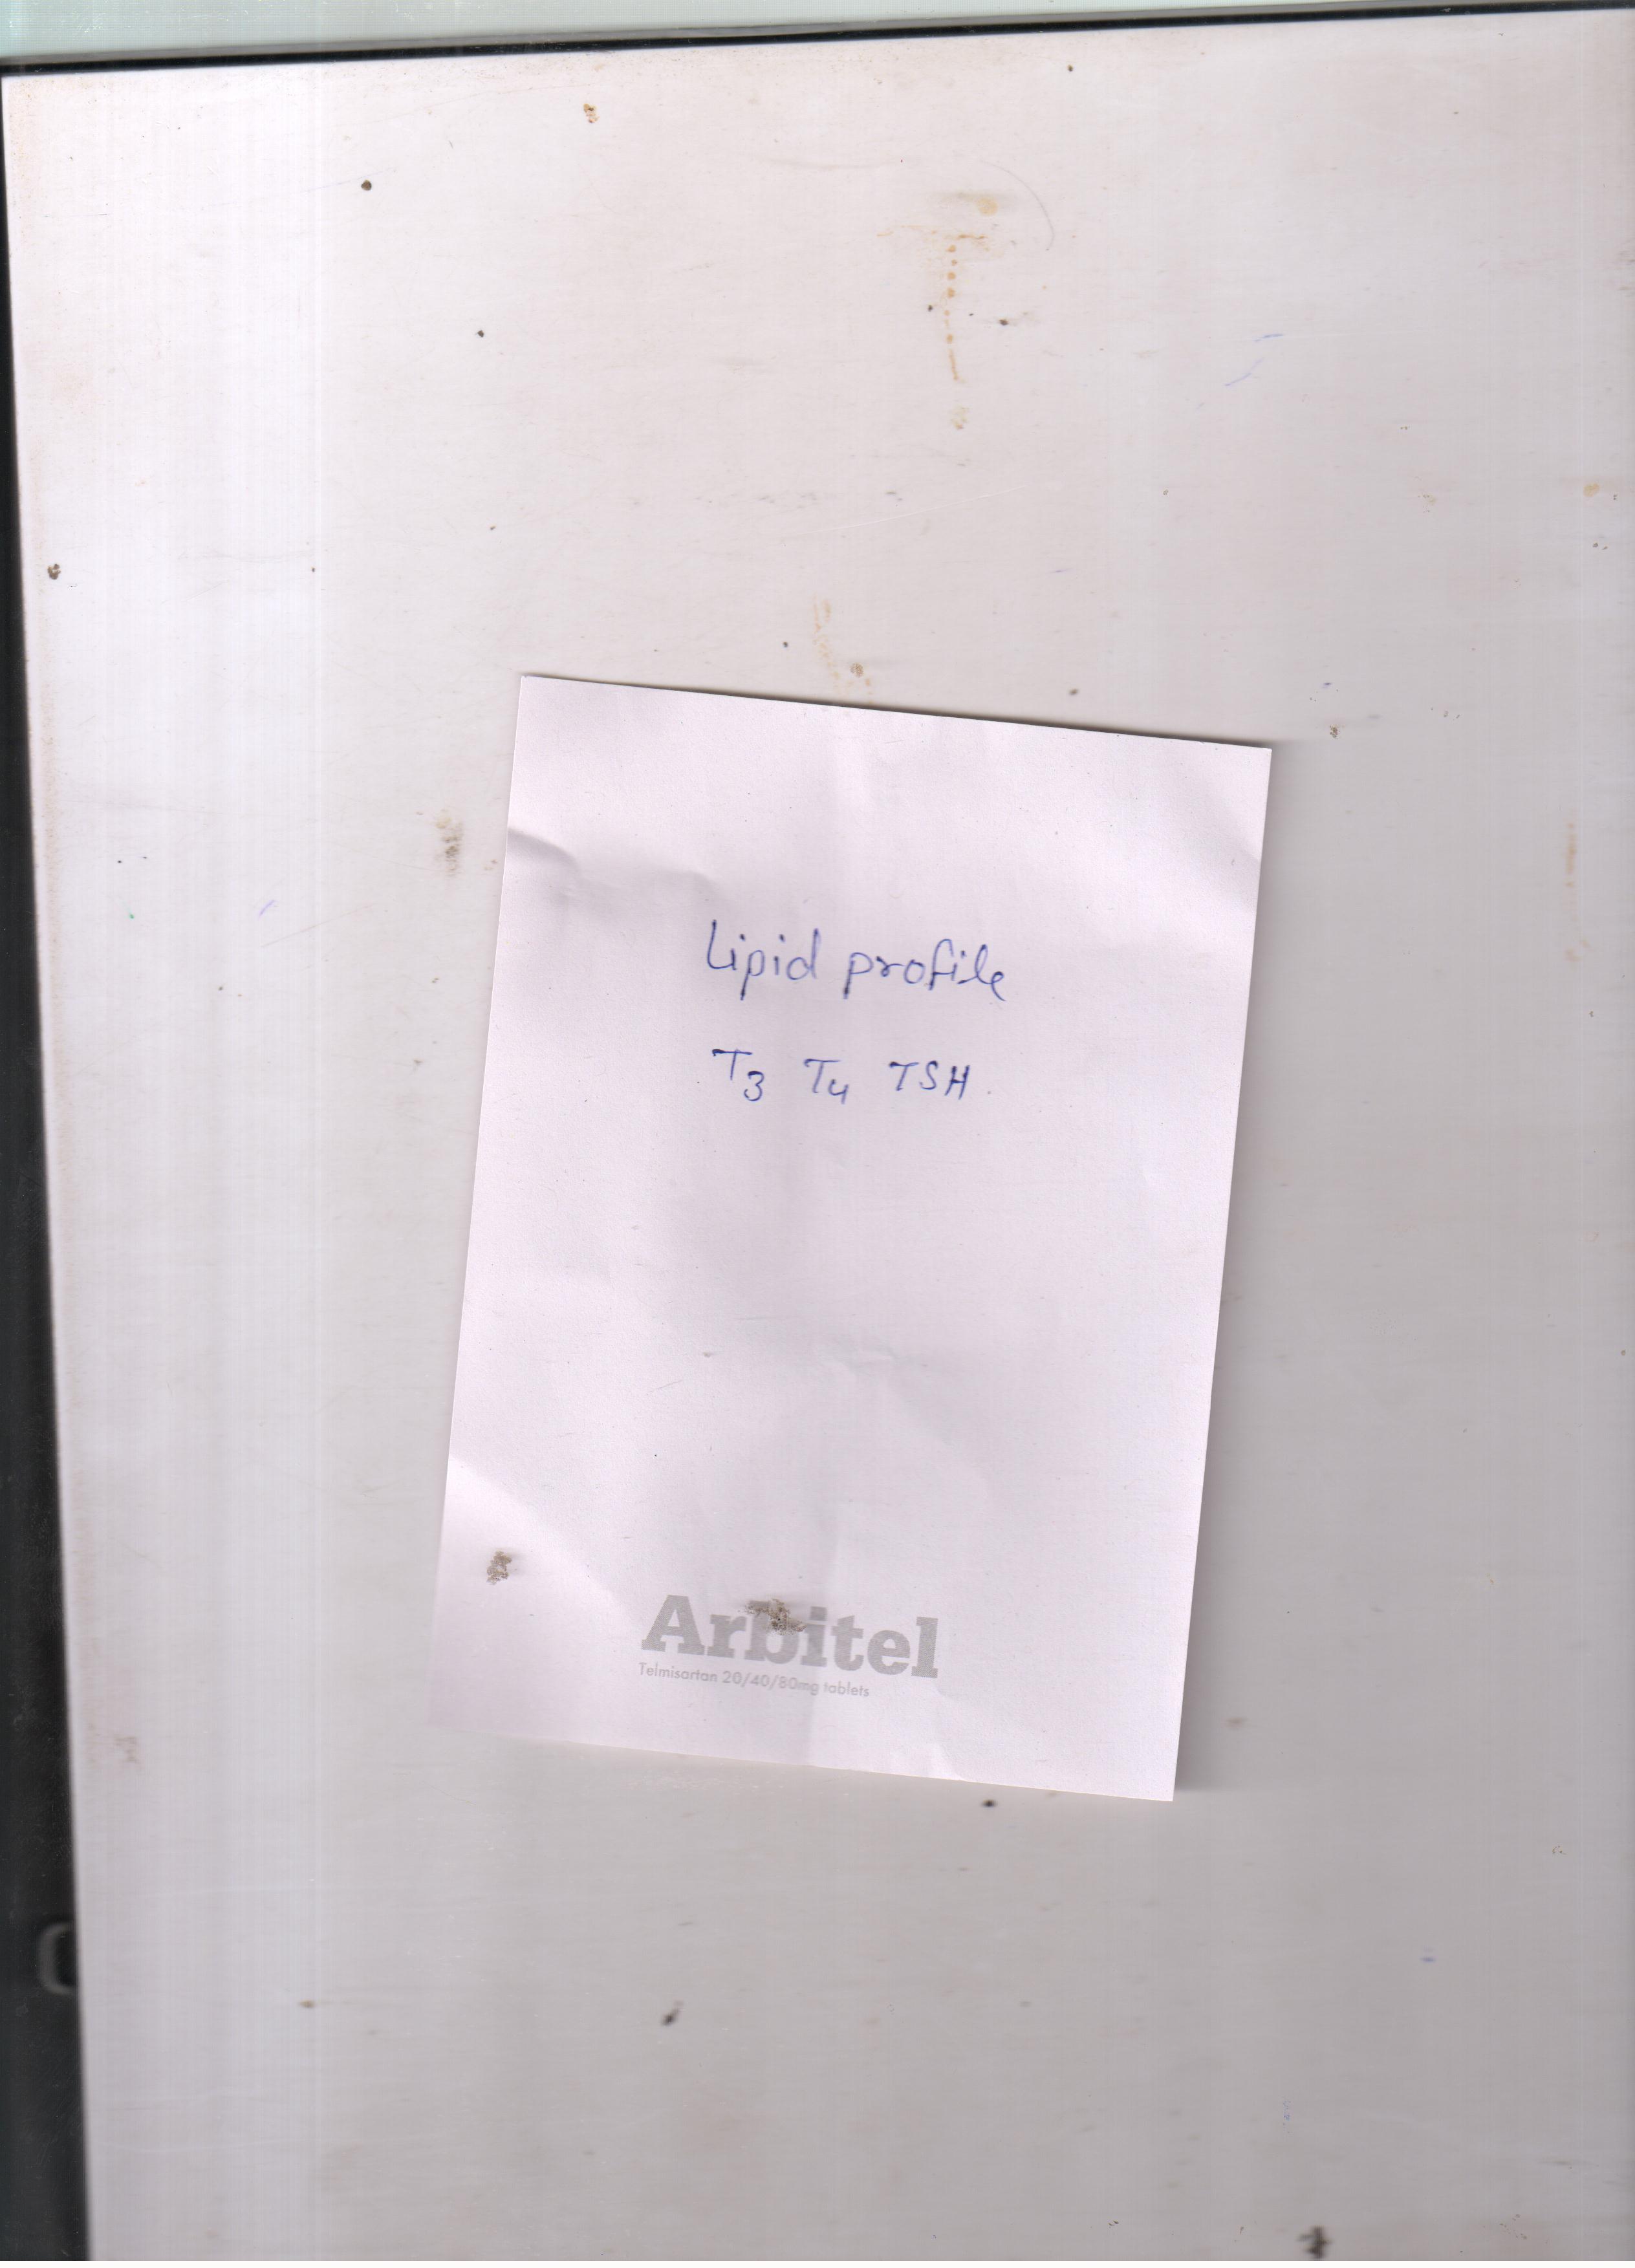 Lipid profile
T3 T4 TSH.
Arbitel
Telmisartan 20/40/80mg tablets